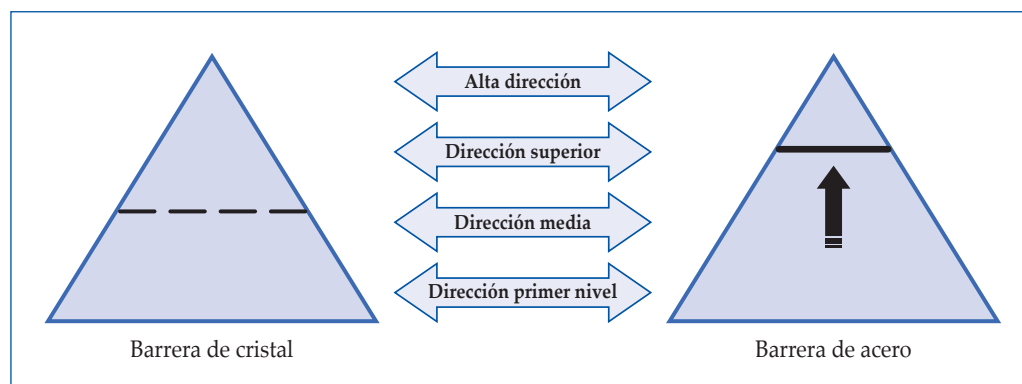 Alta dirección
Dirección superior
Dirección media
Dirección primer nivel
Barrera de cristal
Barrera de acero